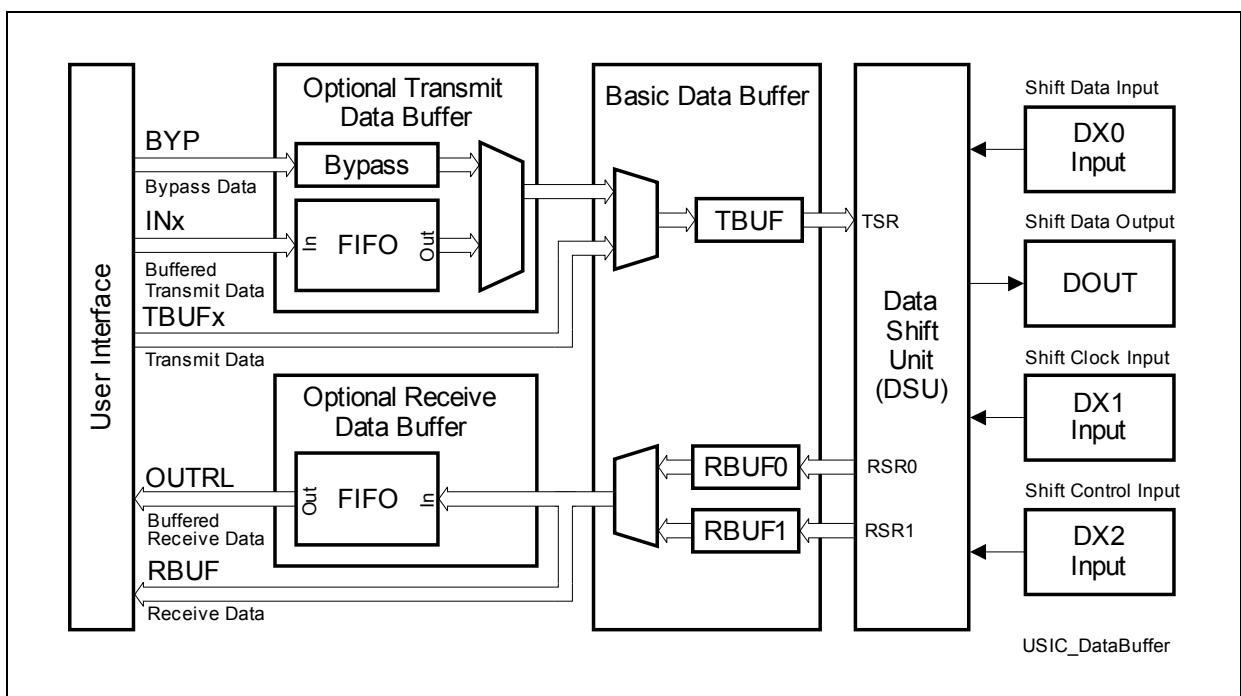 User Interface
Optional Transmit
Data Buffer
BYP
Bypass Data
Bypass
INx
In
FIFO
Out
Buffered
Transmit Data
TBUFx
Transmit Data
Optional Receive
Data Buffer
OUTRL
Out
FIFO
In
Buffered
Receive Data
RBUF
Receive Data
Basic Data Buffer
TBUF
RBUF0
RBUF1
TSR
Data
Shift
Unit
(DSU)
RSR0
RSR1
Shift Data Input
DX0
Input
Shift Data Output
DOUT
Shift Clock Input
DX1
Input
Shift Control Input
DX2
Input
USIC_DataBuffer